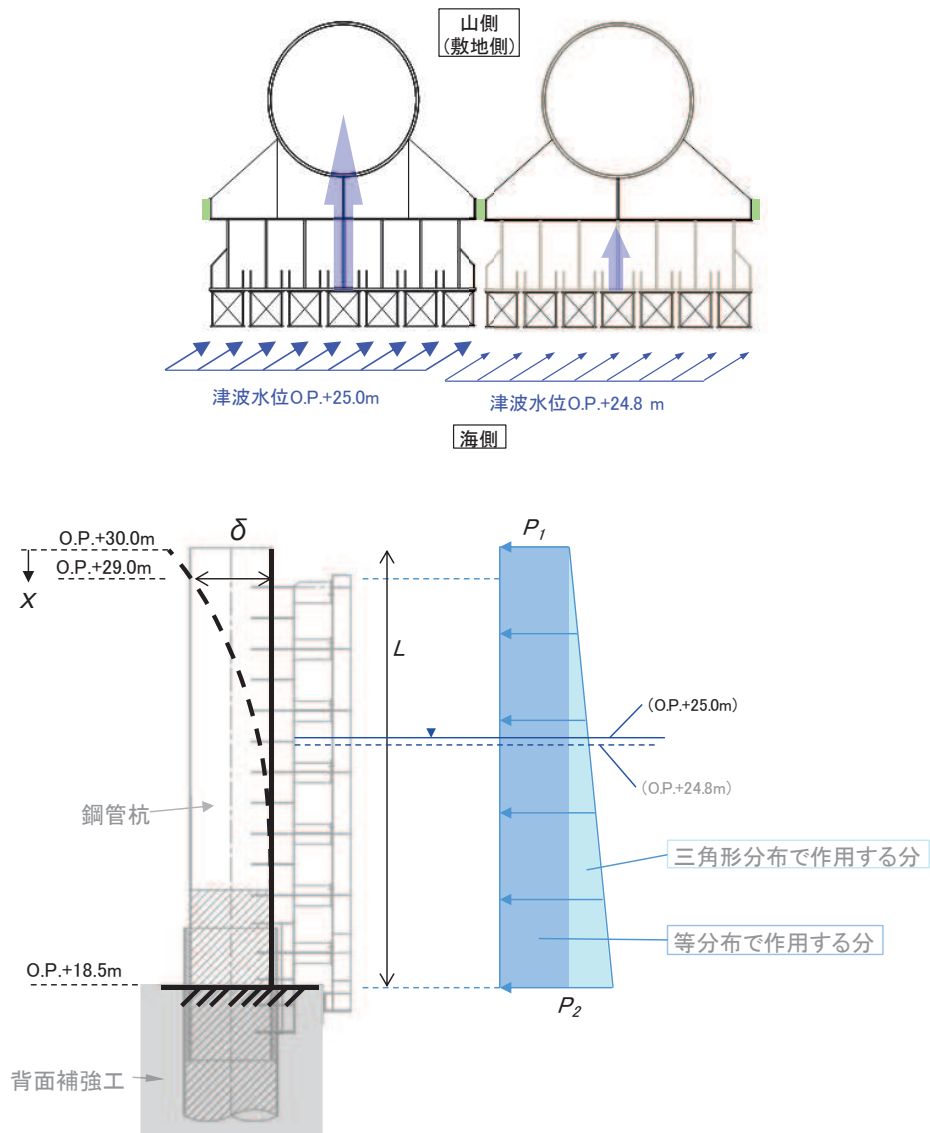 山側
(敷地側)
津波水位O.P.+25.0m
津波水位O.P.+24.8 m
海側
O.P.+30.0m
δ
P1
O.P.+29.0m
x
L
(O.P.+25.0m)
(O.P.+24.8m)
鋼管杭
三角形分布で作用する分
等分布で作用する分
O.P.+18.5m
P2
背面補強工